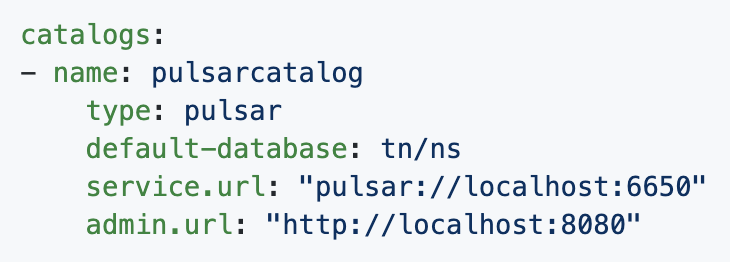 catalogs:
- name: pulsarcatalog
    type: pulsar
    default-database: tn/ns
    service.url: "pulsar://localhost:6650"
    admin.url: "http://localhost:8080"